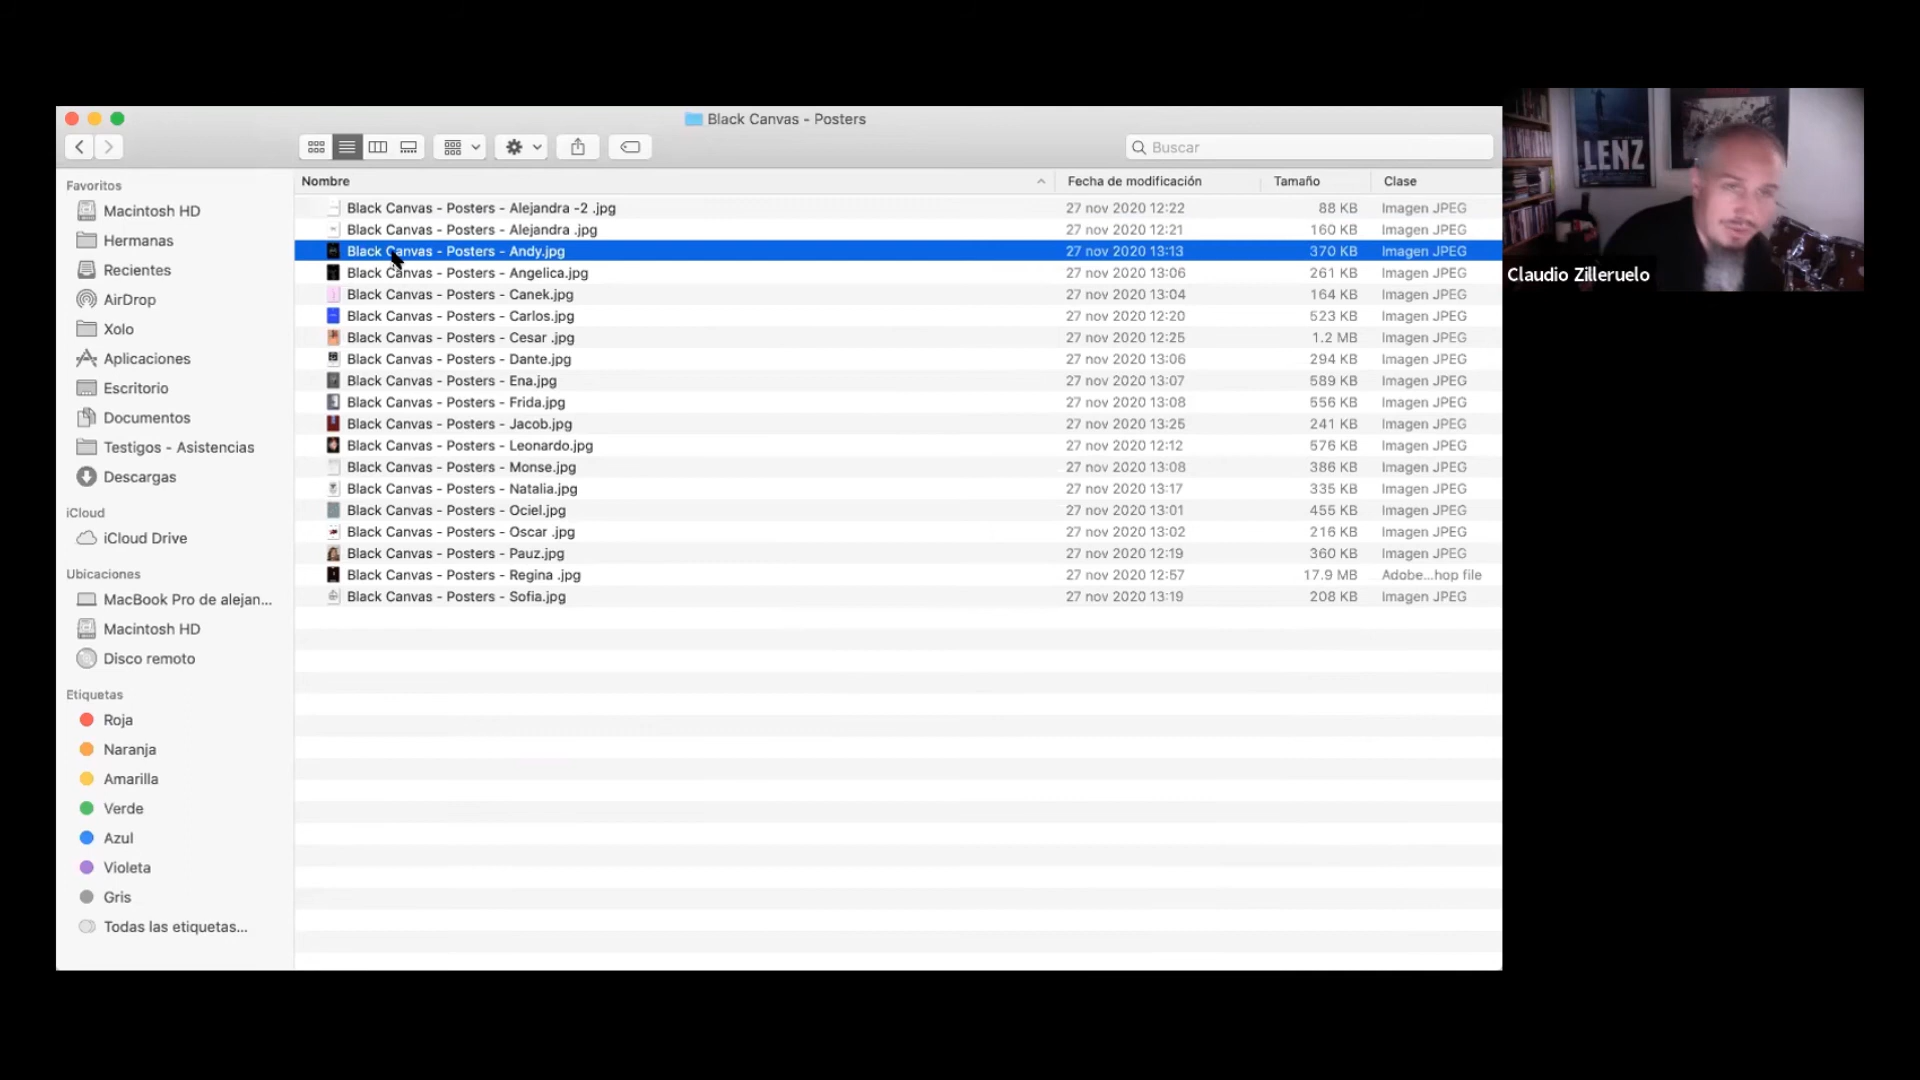 Black Canvas - Posters
Buscar
Favoritos
Macintosh HD
Hermanas
Recientes
AirDrop
Xolo
Aplicaciones
Escritorio
Documentos
Testigos - Asistencias
Descargas
iCloud
iCloud Drive
Ubicaciones
MacBook Pro de alejan...
Macintosh HD
Disco remoto
Etiquetas
Roja
Naranja
Amarilla
Verde
Azul
Violeta
Gris
Todas las etiquetas...
Nombre Fecha de modificación Tamaño Clase
Black Canvas - Posters - Alejandra -2 .jpg 27 nov 2020 12:22 88 KB Imagen JPEG
Black Canvas - Posters - Alejandra .jpg 27 nov 2020 12:21 160 KB Imagen JPEG
Black Canvas - Posters - Andy.jpg 27 nov 2020 13:13 370 KB Imagen JPEG
Black Canvas - Posters - Angelica.jpg 27 nov 2020 13:06 261 KB Imagen JPEG
Black Canvas - Posters - Canek.jpg 27 nov 2020 13:04 164 KB Imagen JPEG
Black Canvas - Posters - Carlos.jpg 27 nov 2020 12:20 523 KB Imagen JPEG
Black Canvas - Posters - Cesar .jpg 27 nov 2020 12:25 1.2 MB Imagen JPEG
Black Canvas - Posters - Dante.jpg 27 nov 2020 13:06 294 KB Imagen JPEG
Black Canvas - Posters - Ena.jpg 27 nov 2020 13:07 589 KB Imagen JPEG
Black Canvas - Posters - Frida.jpg 27 nov 2020 13:08 556 KB Imagen JPEG
Black Canvas - Posters - Jacob.jpg 27 nov 2020 13:25 241 KB Imagen JPEG
Black Canvas - Posters - Leonardo.jpg 27 nov 2020 12:12 576 KB Imagen JPEG
Black Canvas - Posters - Monse.jpg 27 nov 2020 13:08 386 KB Imagen JPEG
Black Canvas - Posters - Natalia.jpg 27 nov 2020 13:17 335 KB Imagen JPEG
Black Canvas - Posters - Ociel.jpg 27 nov 2020 13:01 455 KB Imagen JPEG
Black Canvas - Posters - Oscar .jpg 27 nov 2020 13:02 216 KB Imagen JPEG
Black Canvas - Posters - Pauz.jpg 27 nov 2020 12:19 360 KB Imagen JPEG
Black Canvas - Posters - Regina .jpg 27 nov 2020 12:57 17.9 MB Adobe...hop file
Black Canvas - Posters - Sofia.jpg 27 nov 2020 13:19 208 KB Imagen JPEG
LENZ
Claudio Zilleruelo